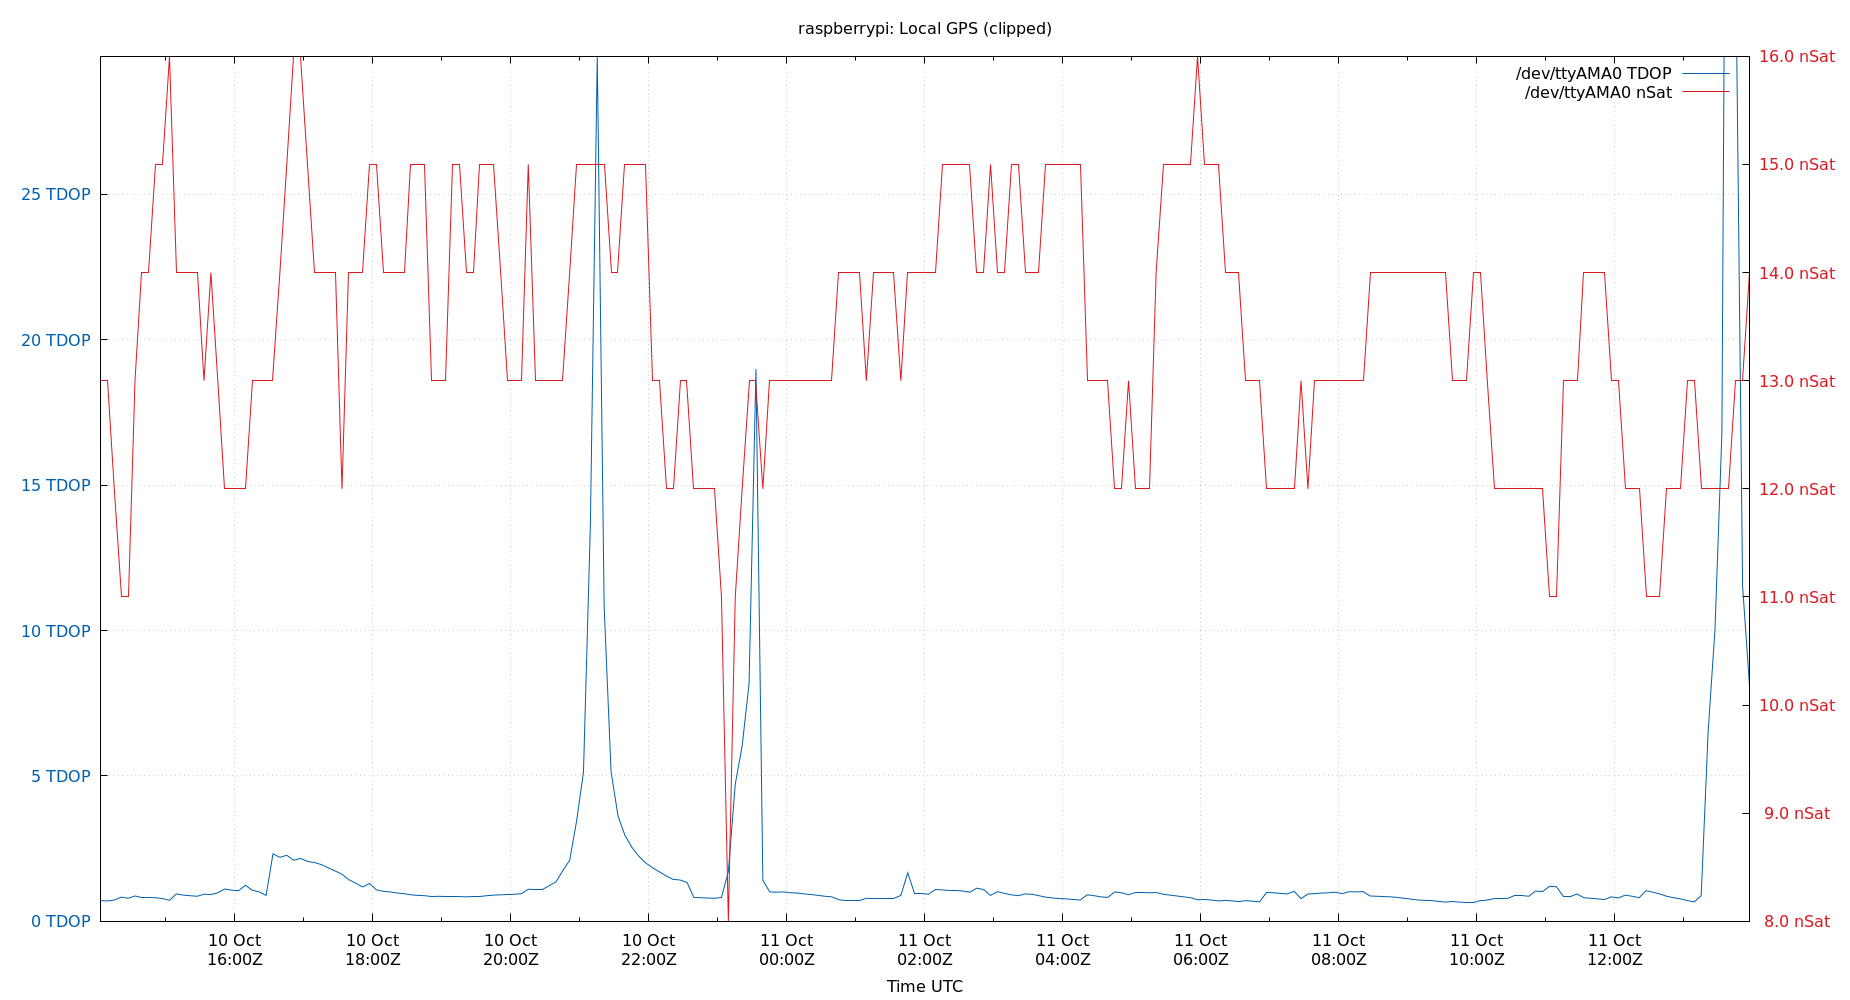 raspberrypi: Local GPS (clipped)
/dev/ttyAMA0 TDOP
/dev/ttyAMA0 nSat
25 TDOP
20 TDOP
15 TDOP
10 TDOP
5 TDOP
0 TDOP
16.0 nSat
15.0 nSat
14.0 nSat
13.0 nSat
12.0 nSat
11.0 nSat
10.0 nSat
9.0 nSat
8.0 nSat
10 Oct 10 Oct 10 Oct 10 Oct 11 Oct 11 Oct 11 Oct 11 Oct 11 Oct 11 Oct 11 Oct
16:00Z 18:00Z 20:00Z 22:00Z 00:00Z 02:00Z 04:00Z 06:00Z 08:00Z 10:00Z 12:00Z
Time UTC